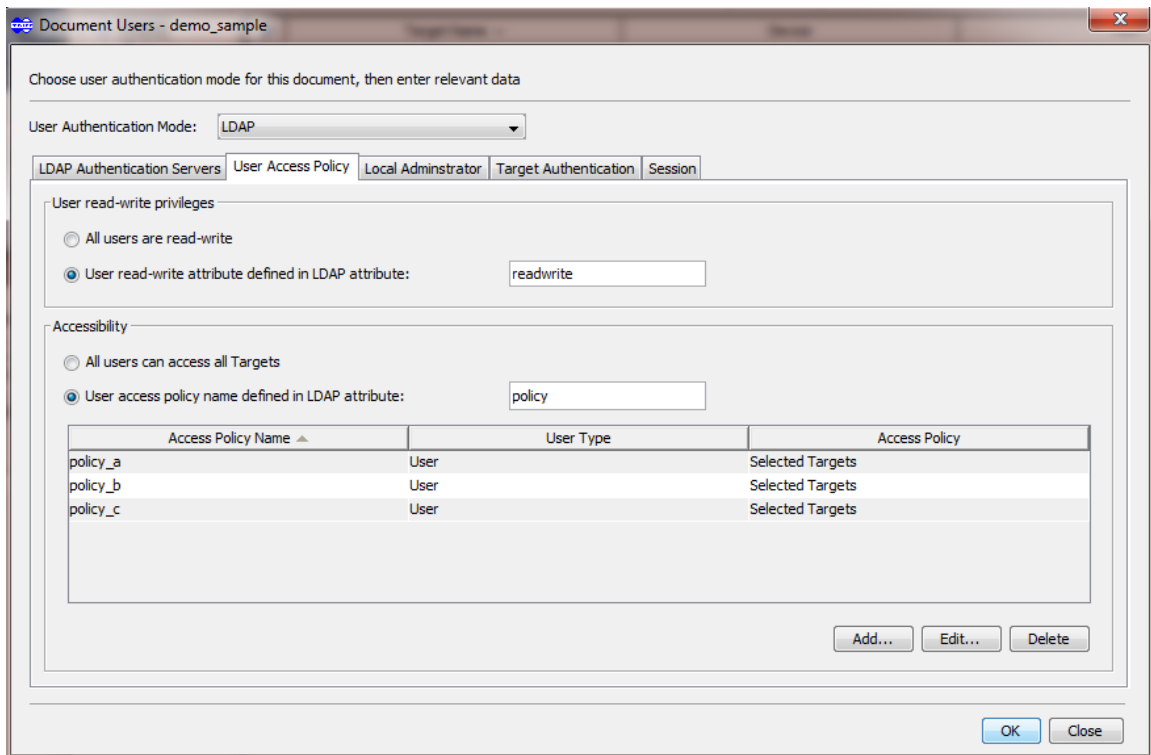 Document Users - demo_sample
Choose user authentication mode for this document, then enter relevant data
User Authentication Mode: LDAP
LDAP Authentication Servers User Access Policy Local Adminstrator Target Authentication Session
User read-write privileges
All users are read-write
User read-write attribute defined in LDAP attribute: readwrite
Accessibility
All users can access all Targets
User access policy name defined in LDAP attribute: policy
Access Policy Name User Type Access Policy
policy_a User Selected Targets
policy_b User Selected Targets
policy_c User Selected Targets
Add... Edit... Delete
OK Close